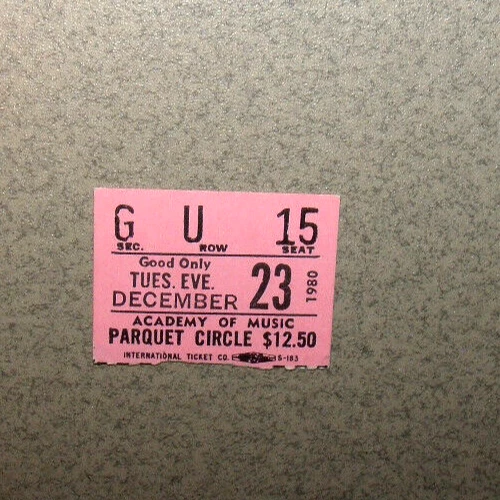 G U 15
SEC. ROW SEAT
Good Only
TUES. EVE.
DECEMBER 23 1980
ACADEMY OF MUSIC
PARQUET CIRCLE $12.50
INTERNATIONAL TICKET CO. S-183